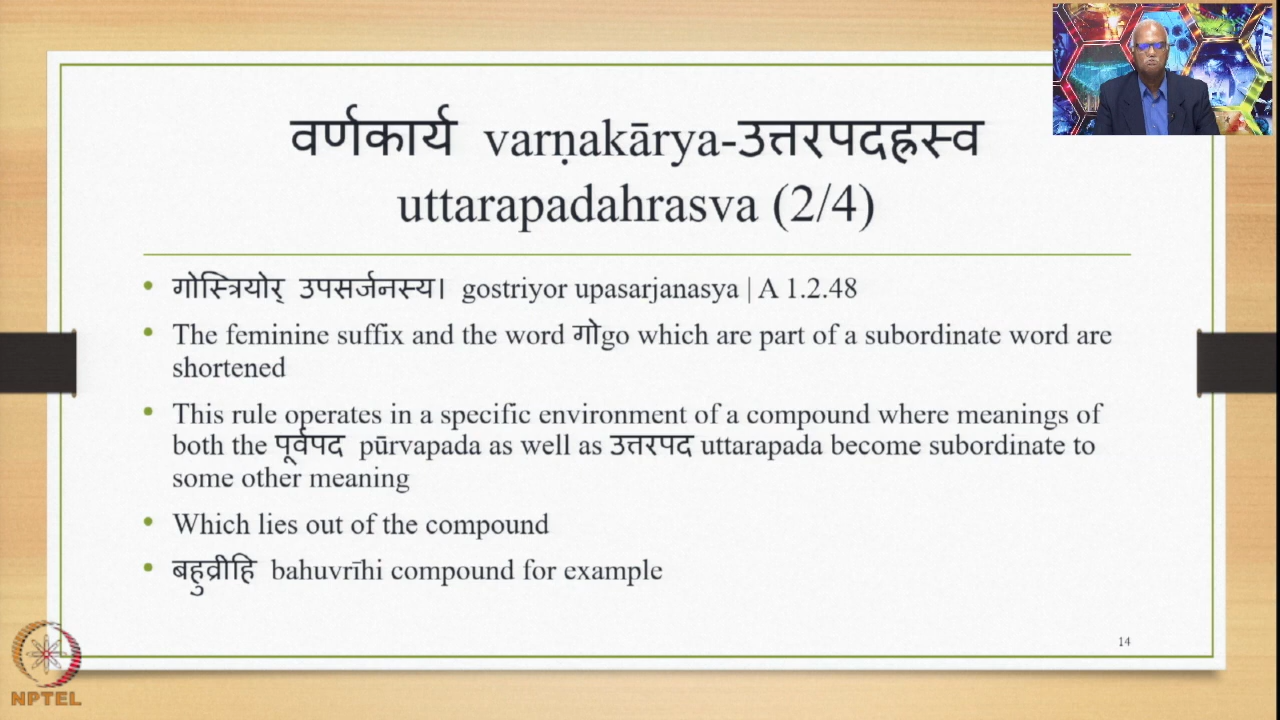 वर्णकार्य varṇakārya-उत्तरपदह्रस्व
uttarapadahrasva (2/4)
• गोस्त्रियोर् उपसर्जनस्य। gostriyor upasarjanasya | A 1.2.48
• The feminine suffix and the word गोgo which are part of a subordinate word are
shortened
• This rule operates in a specific environment of a compound where meanings of
both the पूर्वपद pūrvapada as well as उत्तरपद uttarapada become subordinate to
some other meaning
• Which lies out of the compound
• बहुव्रीहि bahuvrīhi compound for example
14
NPTEL